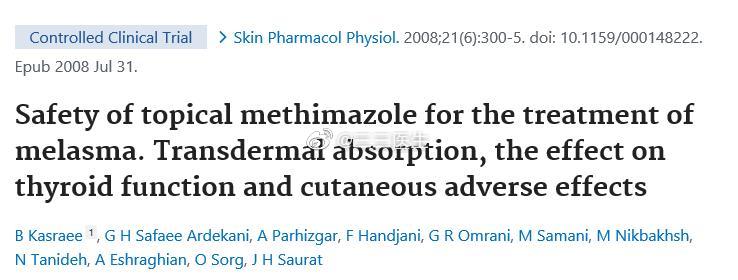 Controlled Clinical Trial > Skin Pharmacol Physiol. 2008;21(6):300-5. doi: 10.1159/000148222.
Epub 2008 Jul 31.
Safety of topical methimazole for the treatment of
melasma. Transdermal absorption, the effect on
thyroid function and cutaneous adverse effects
B Kasraee 1, G H Safaee Ardekani, A Parhizgar, F Handjani, G R Omrani, M Samani, M Nikbakhsh,
N Tanideh, A Eshraghian, O Sorg, J H Saurat